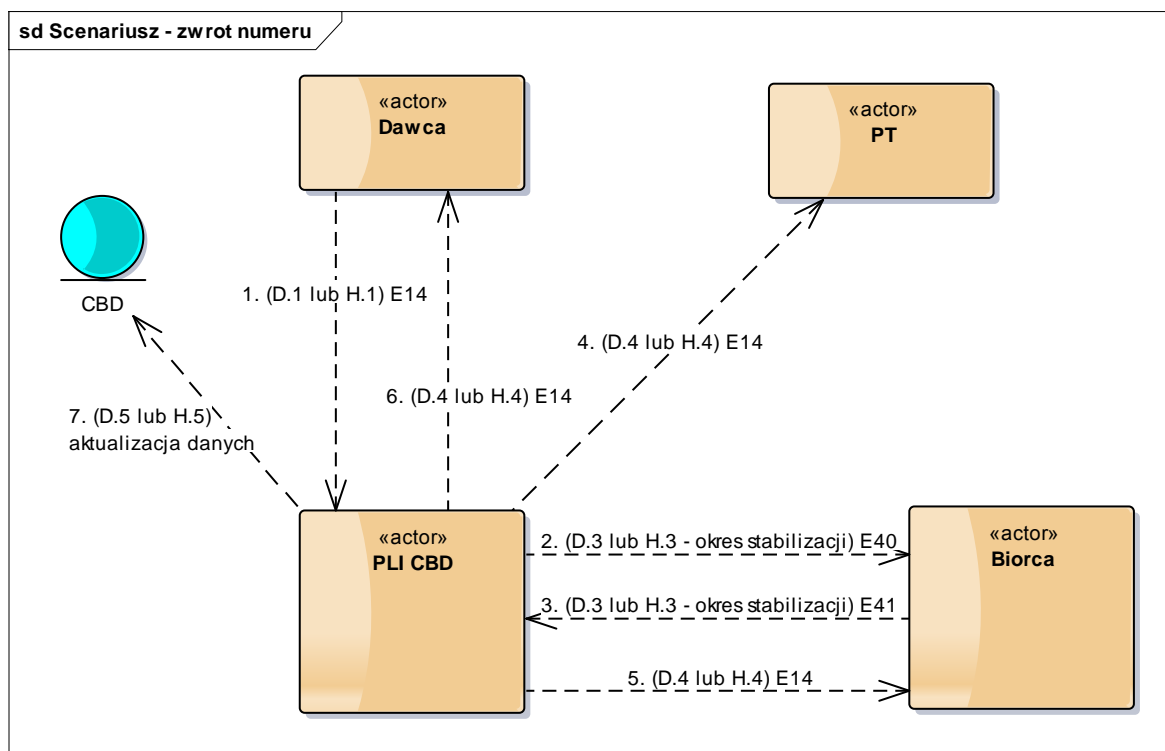 sd Scenariusz - zwrot numeru
«actor»
Dawca
«actor»
PT
CBD
1. (D.1 lub H.1) E14
4. (D.4 lub H.4) E14
6. (D.4 lub H.4) E14
7. (D.5 lub H.5)
aktualizacja danych
«actor»
PLI CBD
2. (D.3 lub H.3 - okres stabilizacji) E40
«actor»
Biorca
3. (D.3 lub H.3 - okres stabilizacji) E41
5. (D.4 lub H.4) E14